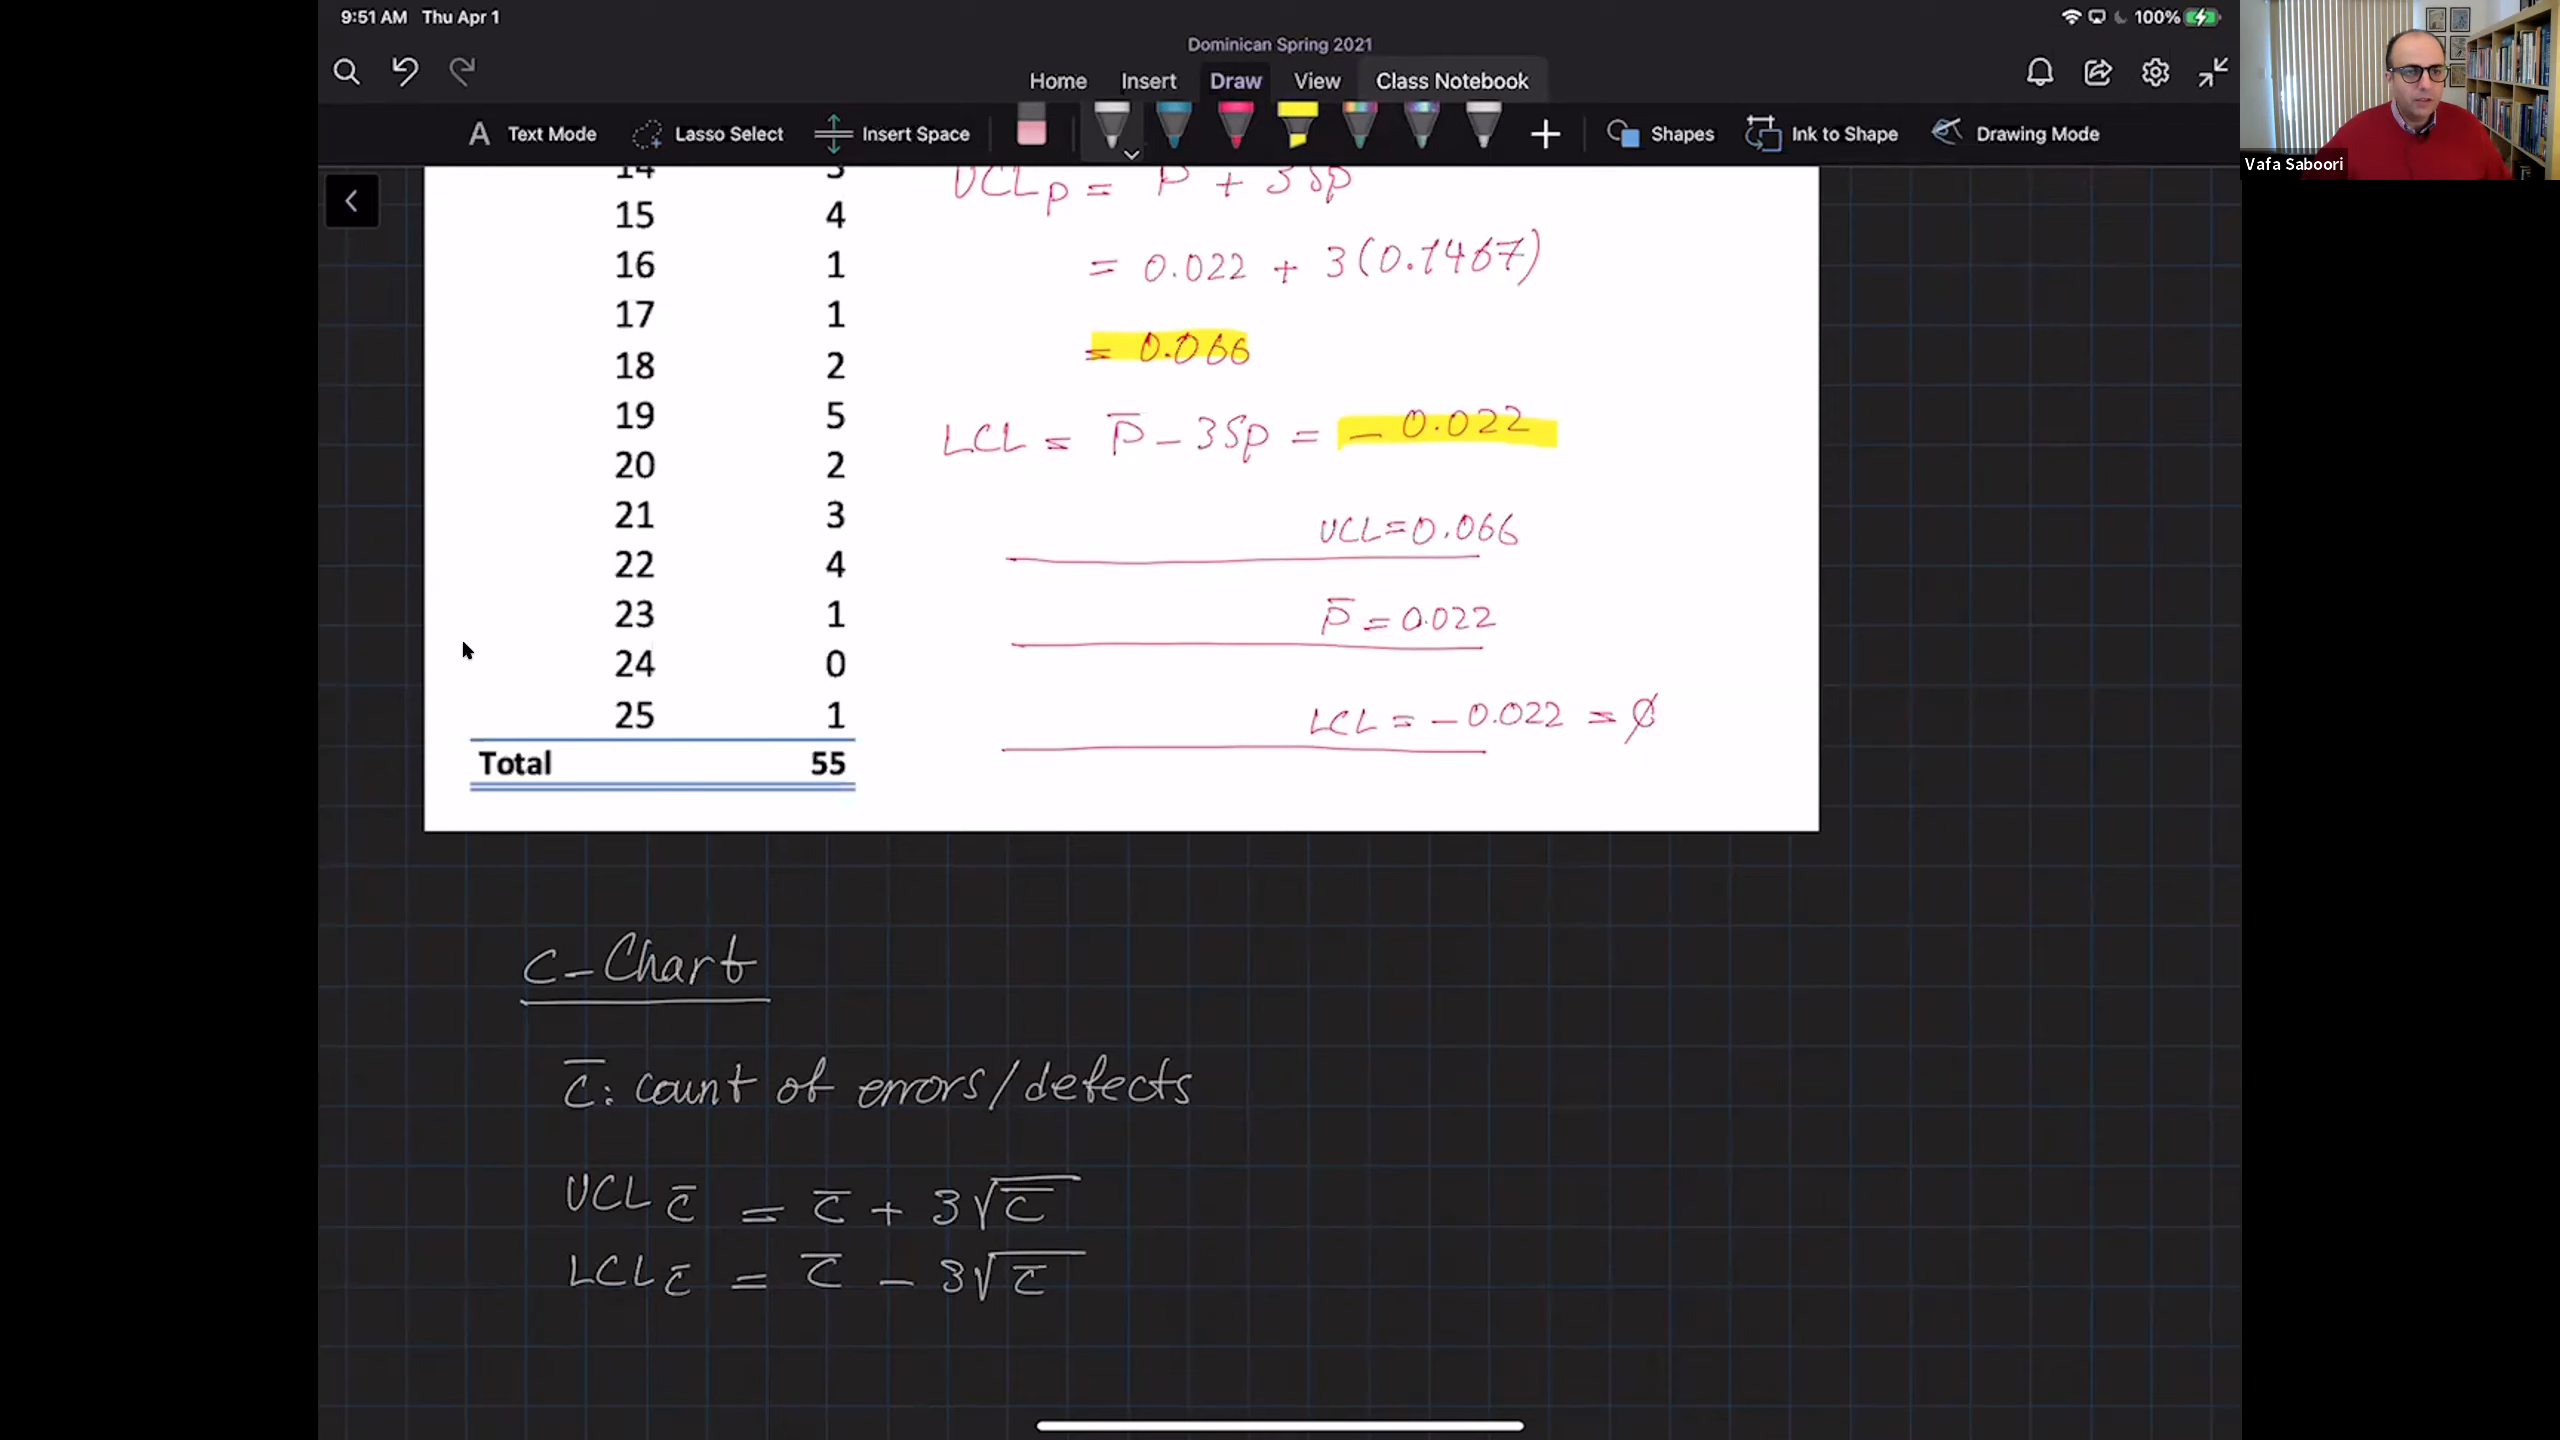 9:51 AM Thu Apr 1
100%
Dominican Spring 2021
Home Insert Draw View Class Notebook
Text Mode Lasso Select Insert Space Shapes Ink to Shape Drawing Mode
Vafa Saboori
14 3
UCLp = P + 3Sp
15 4
16 1
= 0.022 + 3(0.1467)
17 1
= 0.066
18 2
19 5
LCL = P̅ - 3Sp = - 0.022
20 2
21 3
UCL=0.066
22 4
23 1
P̅ = 0.022
24 0
25 1
LCL = - 0.022 = ∅
Total 55
C-Chart
c̅: count of errors/defects
UCL c̅ = c̅ + 3√c̅
LCL c̅ = c̅ - 3√c̅